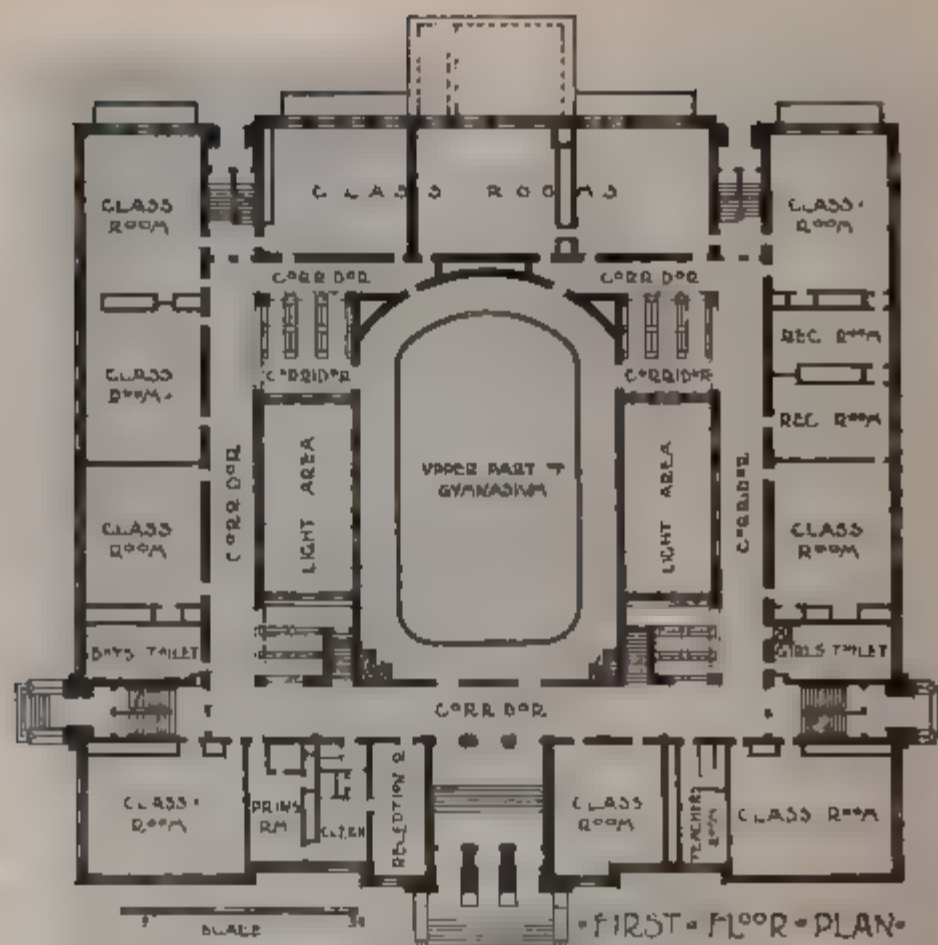 CLASS ROOMS
CLASS
ROOM
CLASS
ROOM
CORRIDOR
CORRIDOR
CLASS
ROOM
REC. ROOM
CORRIDOR
CORRIDOR
REC. ROOM
UPPER PART OF
GYMNASIUM
LIGHT AREA
LIGHT AREA
CORRIDOR
CORRIDOR
CLASS
ROOM
CLASS
ROOM
BOYS TOILET
GIRLS TOILET
CORRIDOR
CLASS
ROOM
PRINS
RM
CLERK
RECEPTION R
CLASS
ROOM
TEACHERS
ROOM
CLASS ROOM
SCALE
FIRST FLOOR PLAN